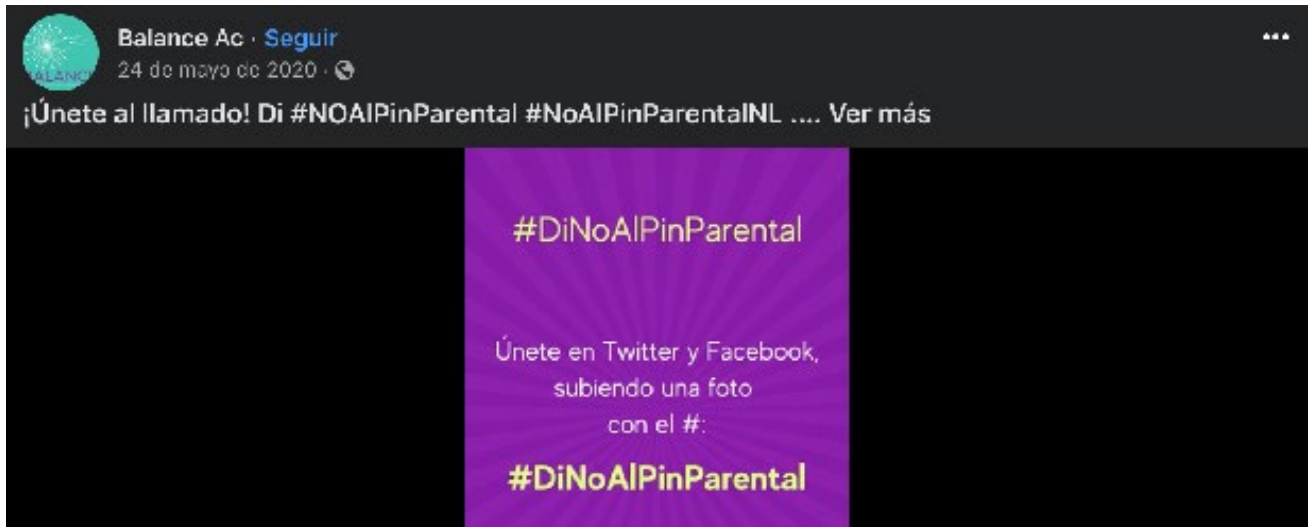 Balance Ac · Seguir
24 de mayo de 2020
¡Únete al llamado! Di #NOAlPinParental #NoAlPinParentalNL .... Ver más
BALANCE
#DiNoAlPinParental
Únete en Twitter y Facebook,
subiendo una foto
con el #:
#DiNoAlPinParental